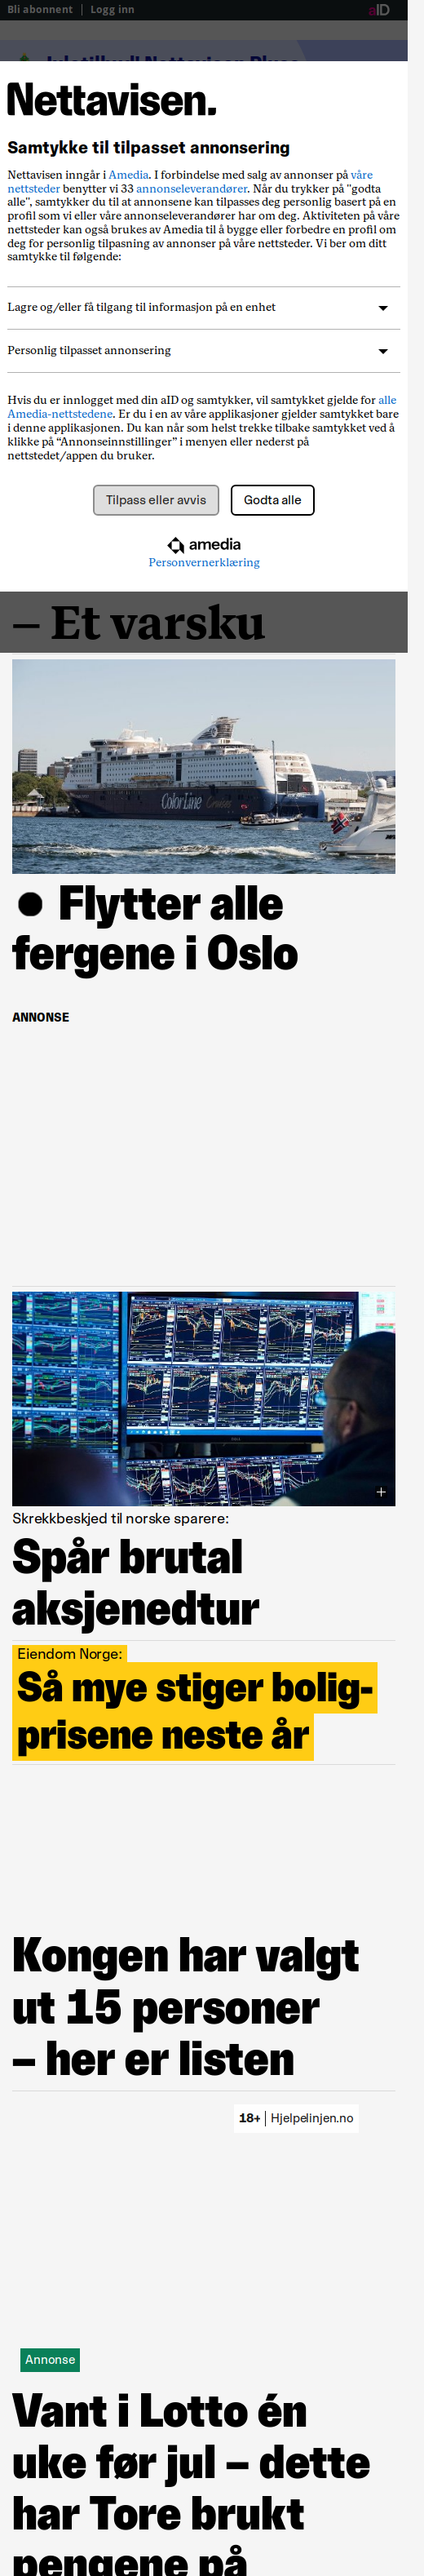 Bli abonnent | Logg inn
aID
Nettavisen.
Samtykke til tilpasset annonsering
Nettavisen inngår i Amedia. I forbindelse med salg av annonser på våre
nettsteder benytter vi 33 annonseleverandører. Når du trykker på "godta
alle", samtykker du til at annonsene kan tilpasses deg personlig basert på en
profil som vi eller våre annonseleverandører har om deg. Aktiviteten på våre
nettsteder kan også brukes av Amedia til å bygge eller forbedre en profil om
deg for personlig tilpasning av annonser på våre nettsteder. Vi ber om ditt
samtykke til følgende:
Lagre og/eller få tilgang til informasjon på en enhet
Personlig tilpasset annonsering
Hvis du er innlogget med din aID og samtykker, vil samtykket gjelde for alle
Amedia-nettstedene. Er du i en av våre applikasjoner gjelder samtykket bare
i denne applikasjonen. Du kan når som helst trekke tilbake samtykket ved å
klikke på “Annonseinnstillinger” i menyen eller nederst på
nettstedet/appen du bruker.
Tilpass eller avvis
Godta alle
amedia
Personvernerklæring
– Et varsku
Color Line Cruises
Flytter alle
fergene i Oslo
ANNONSE
Skrekkbeskjed til norske sparere:
Spår brutal
aksjenedtur
Eiendom Norge:
Så mye stiger bolig-
prisene neste år
Kongen har valgt
ut 15 personer
– her er listen
18+ | Hjelpelinjen.no
Annonse
Vant i Lotto én
uke før jul – dette
har Tore brukt
pengene på